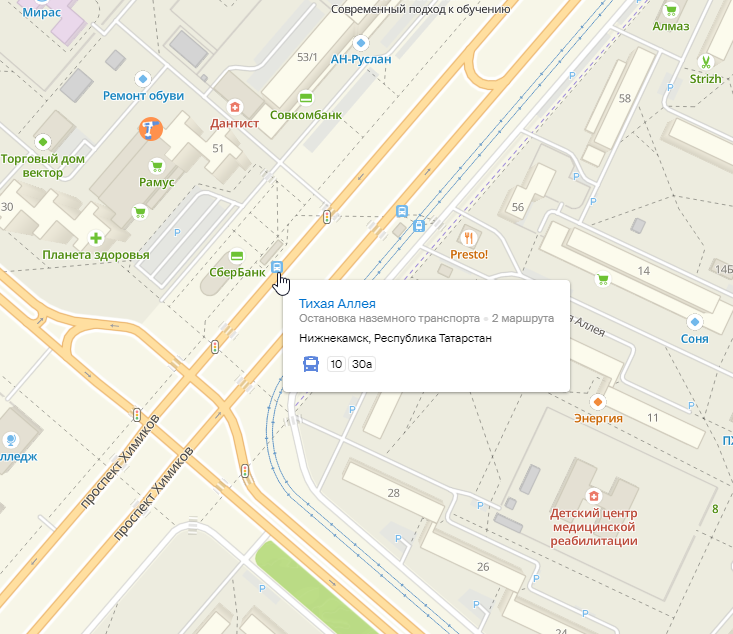 Мирас
Современный подход к обучению
Алмаз
53/1
АН-Руслан
Strizh
Ремонт обуви
P
58
Совкомбанк
Дантист
51
Торговый дом
вектор
Рамус
P
30
P
56
P
Планета здоровья
Presto!
СберБанк
14
14Б
Тихая Аллея
Остановка наземного транспорта • 2 маршрута
Нижнекамск, Республика Татарстан
10 30а
я Аллея
Соня
P
P
Энергия
11
лледж
проспект Химиков
проспект Химиков
28
P
Детский центр
медицинской
реабилитации
8
P
26
P
P
P
24